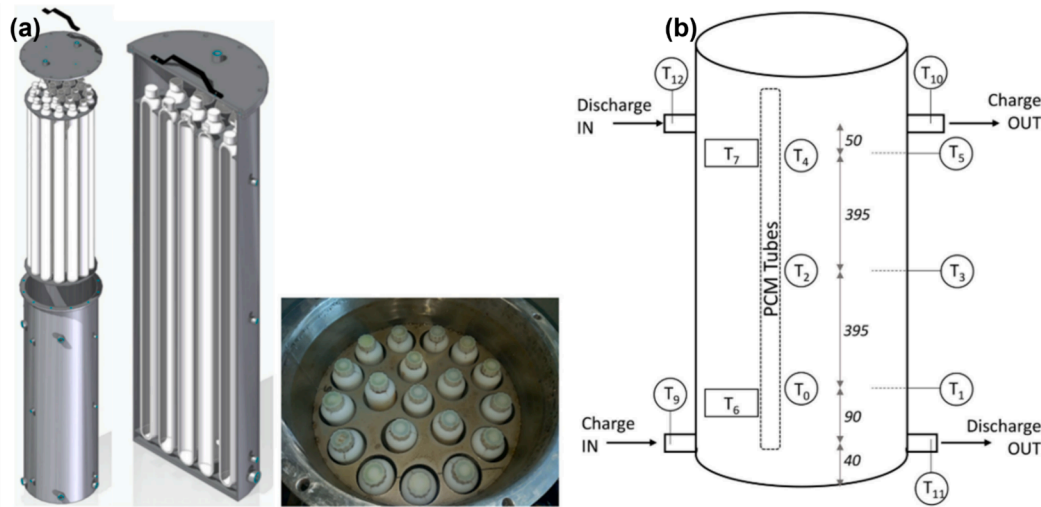 (a)
(b)
T12
T10
Discharge
IN
Charge
OUT
50
T7
T4
T5
395
PCM Tubes
T2
T3
395
T6
T0
T1
T9
90
Charge
IN
Discharge
OUT
40
T11